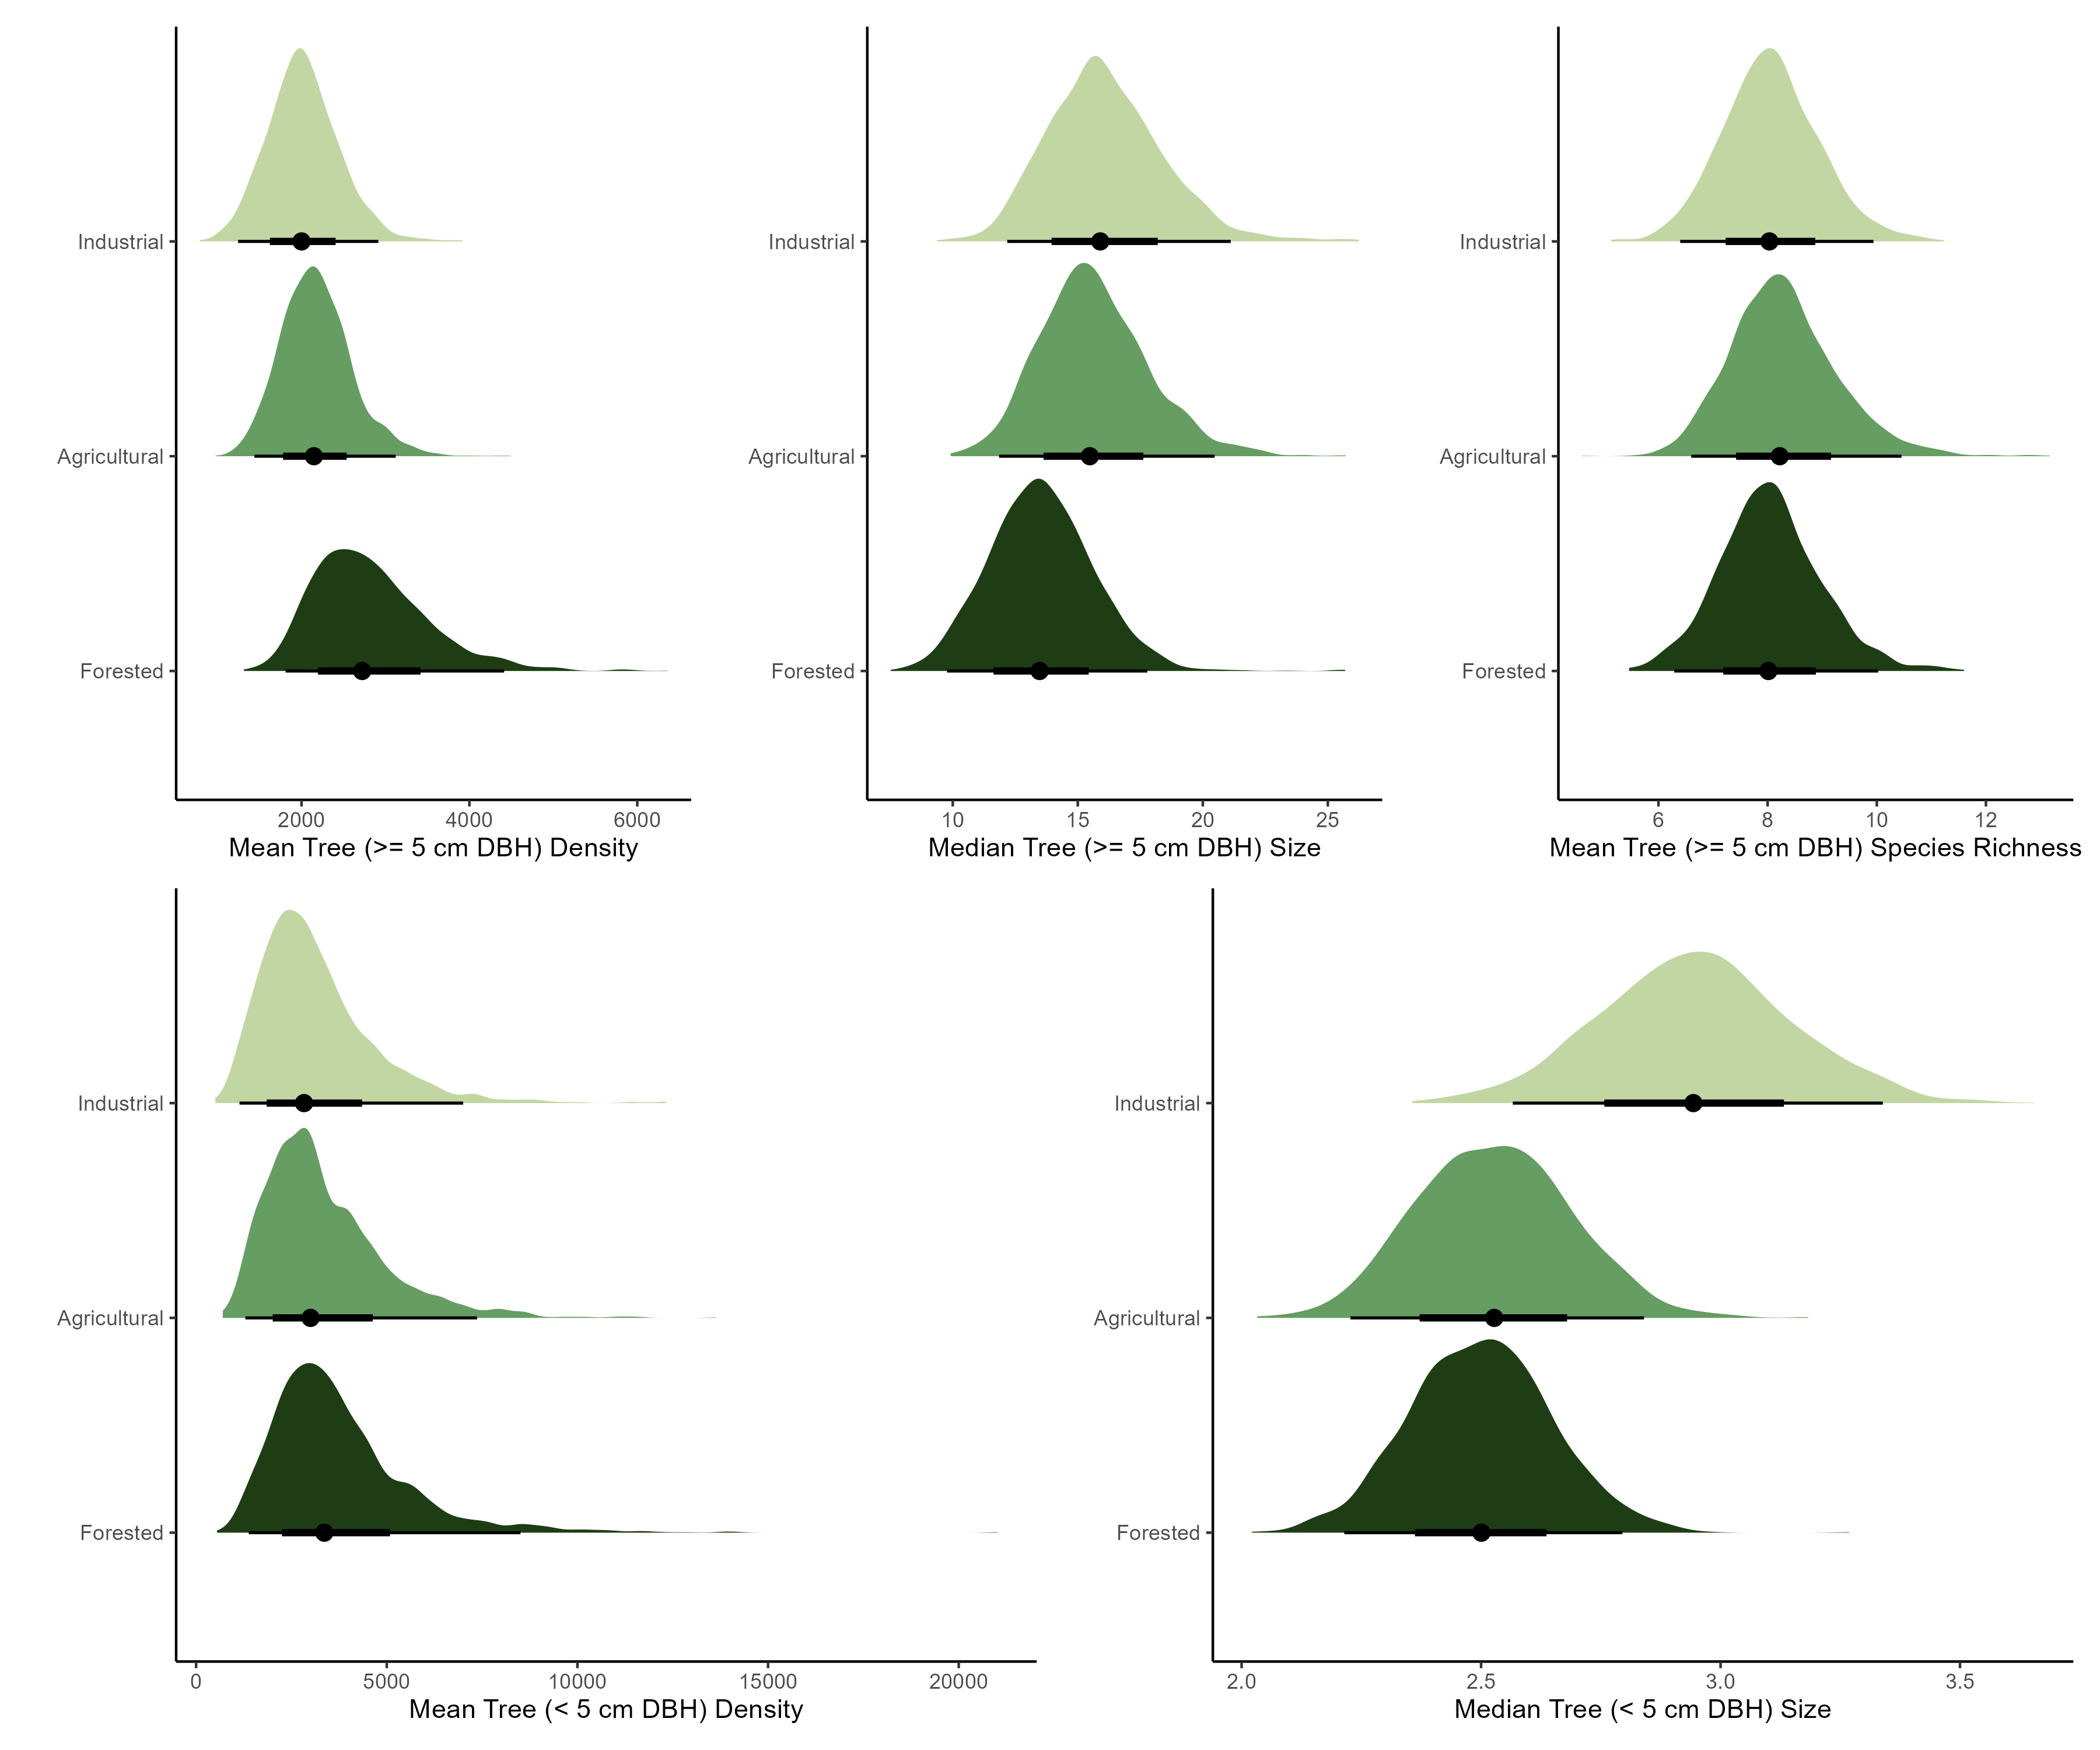 Industrial
Agricultural
Forested
2000 4000 6000
Mean Tree (>= 5 cm DBH) Density
Industrial
Agricultural
Forested
10 15 20 25
Median Tree (>= 5 cm DBH) Size
Industrial
Agricultural
Forested
6 8 10 12
Mean Tree (>= 5 cm DBH) Species Richness
Industrial
Agricultural
Forested
0 5000 10000 15000 20000
Mean Tree (< 5 cm DBH) Density
Industrial
Agricultural
Forested
2.0 2.5 3.0 3.5
Median Tree (< 5 cm DBH) Size